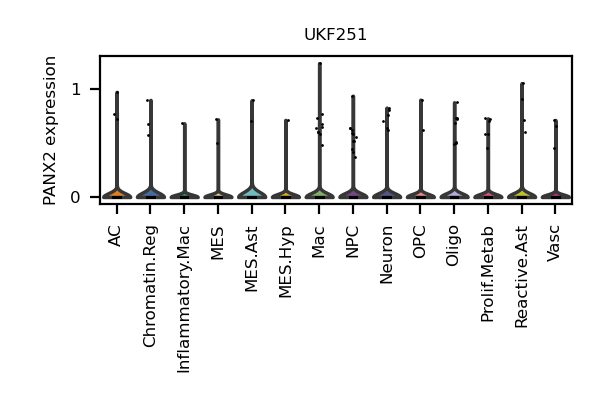 UKF251
PANX2 expression
1
0
AC
Chromatin.Reg
Inflammatory.Mac
MES
MES.Ast
MES.Hyp
Mac
NPC
Neuron
OPC
Oligo
Prolif.Metab
Reactive.Ast
Vasc